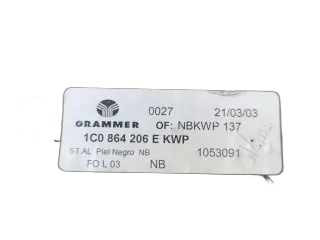 0027 21/03/03
GRAMMER OF: NBKWP 137
1C0 864 206 E KWP
ST.AL Piel Negro NB 1053091
FO L 03 NB